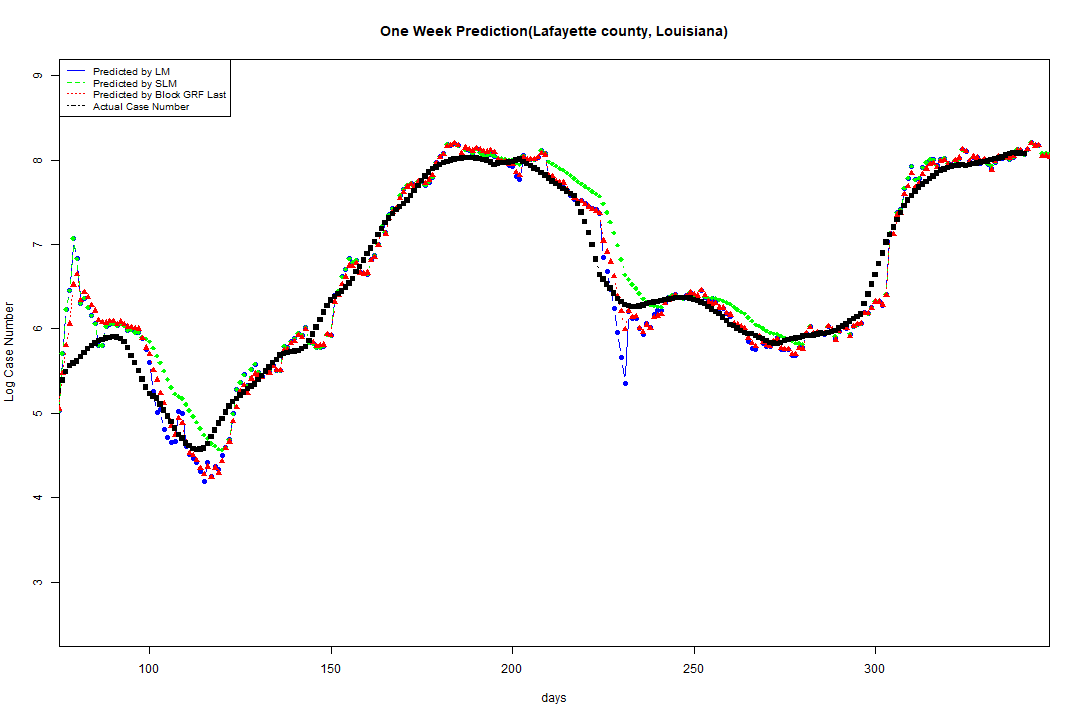 One Week Prediction(Lafayette county, Louisiana)
Predicted by LM
Predicted by SLM
Predicted by Block GRF Last
Actual Case Number
9
8
7
6
5
4
3
Log Case Number
100 150 200 250 300
days